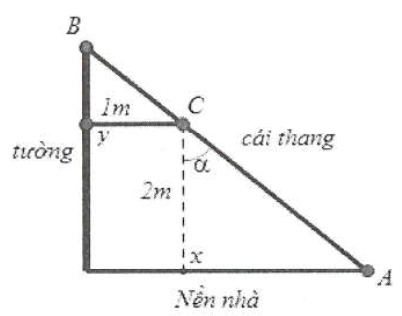 B
1m
C
y
tường
cái thang
α
2m
x
A
Nền nhà